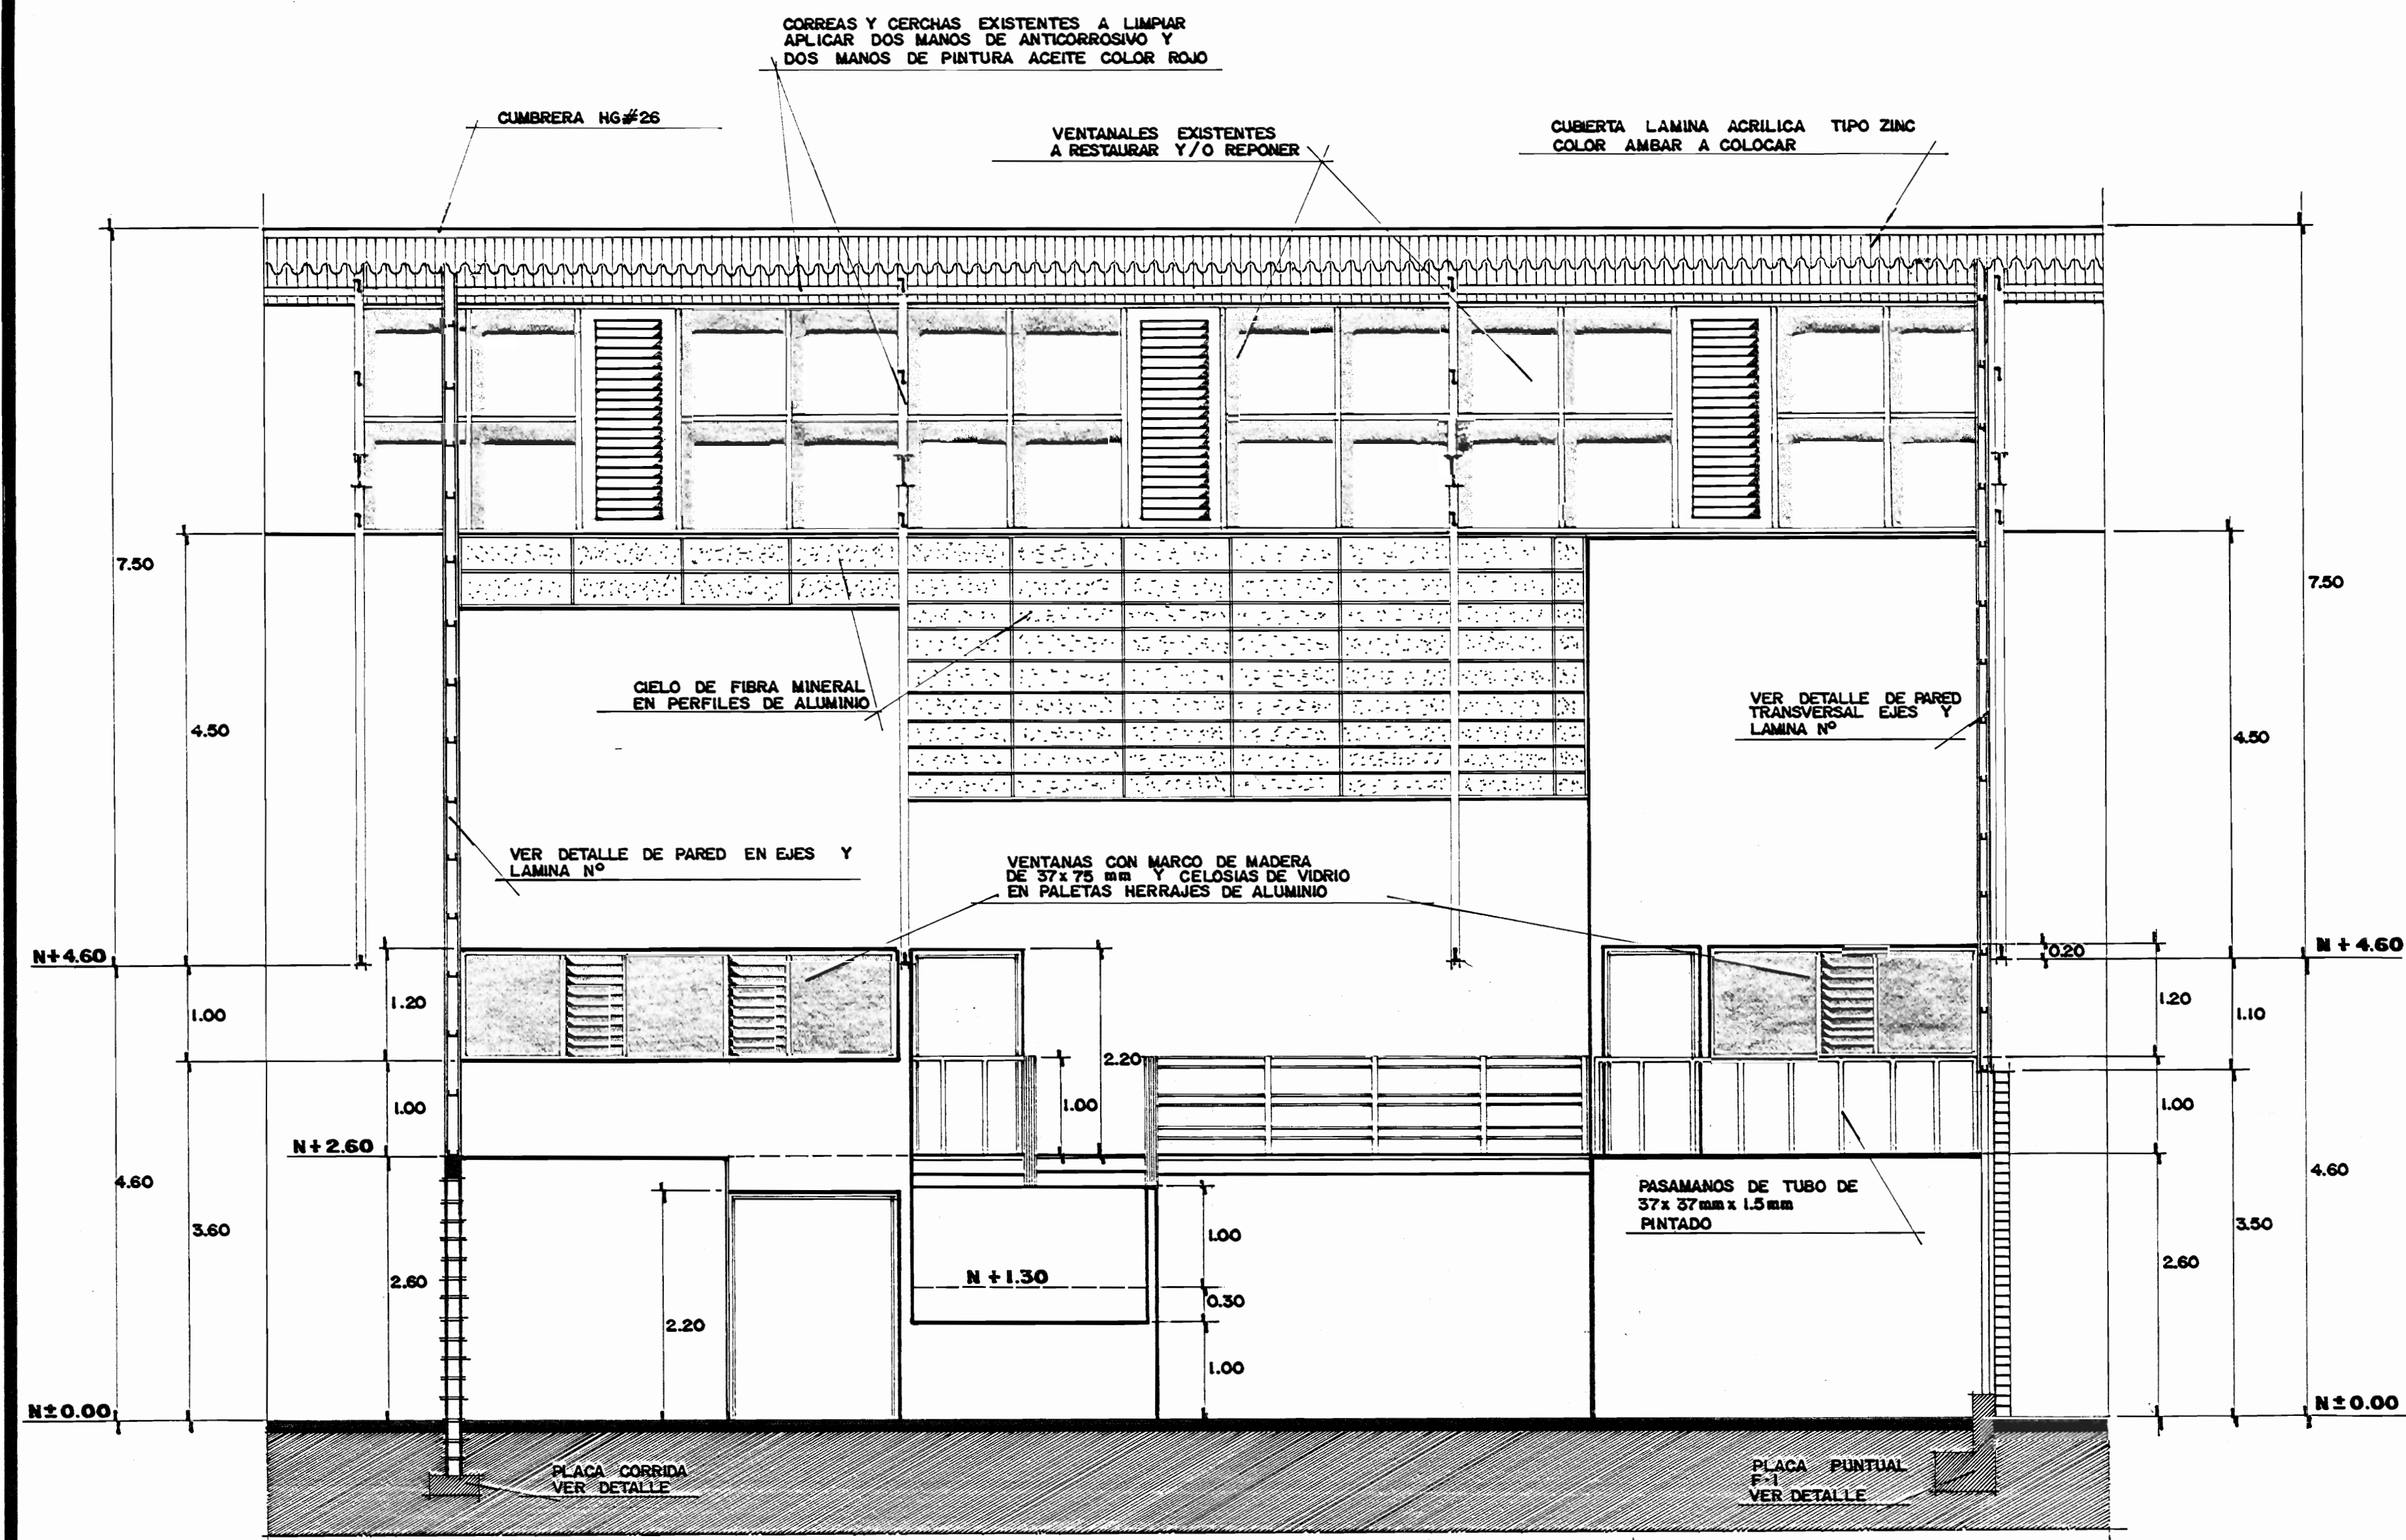 CORREAS Y CERCHAS EXISTENTES A LIMPIAR
APLICAR DOS MANOS DE ANTICORROSIVO Y
DOS MANOS DE PINTURA ACEITE COLOR ROJO
CUMBRERA HG#26
VENTANALES EXISTENTES
A RESTAURAR Y/O REPONER
CUBIERTA LAMINA ACRILICA TIPO ZINC
COLOR AMBAR A COLOCAR
7.50
7.50
CIELO DE FIBRA MINERAL
EN PERFILES DE ALUMINIO
VER DETALLE DE PARED
TRANSVERSAL EJES Y
LAMINA Nº
4.50
4.50
VER DETALLE DE PARED EN EJES Y
LAMINA Nº
VENTANAS CON MARCO DE MADERA
DE 37x75 mm Y CELOSIAS DE VIDRIO
EN PALETAS HERRAJES DE ALUMINIO
N+4.60
0.20
N+4.60
1.00
1.20
1.20
1.10
2.20
1.00
1.00
1.00
N+2.60
4.60
3.60
2.60
2.20
N+1.30
1.00
0.30
1.00
PASAMANOS DE TUBO DE
37x37mm x 1.5mm
PINTADO
4.60
3.50
2.60
N±0.00
N±0.00
PLACA CORRIDA
VER DETALLE
PLACA PUNTUAL
F-1
VER DETALLE